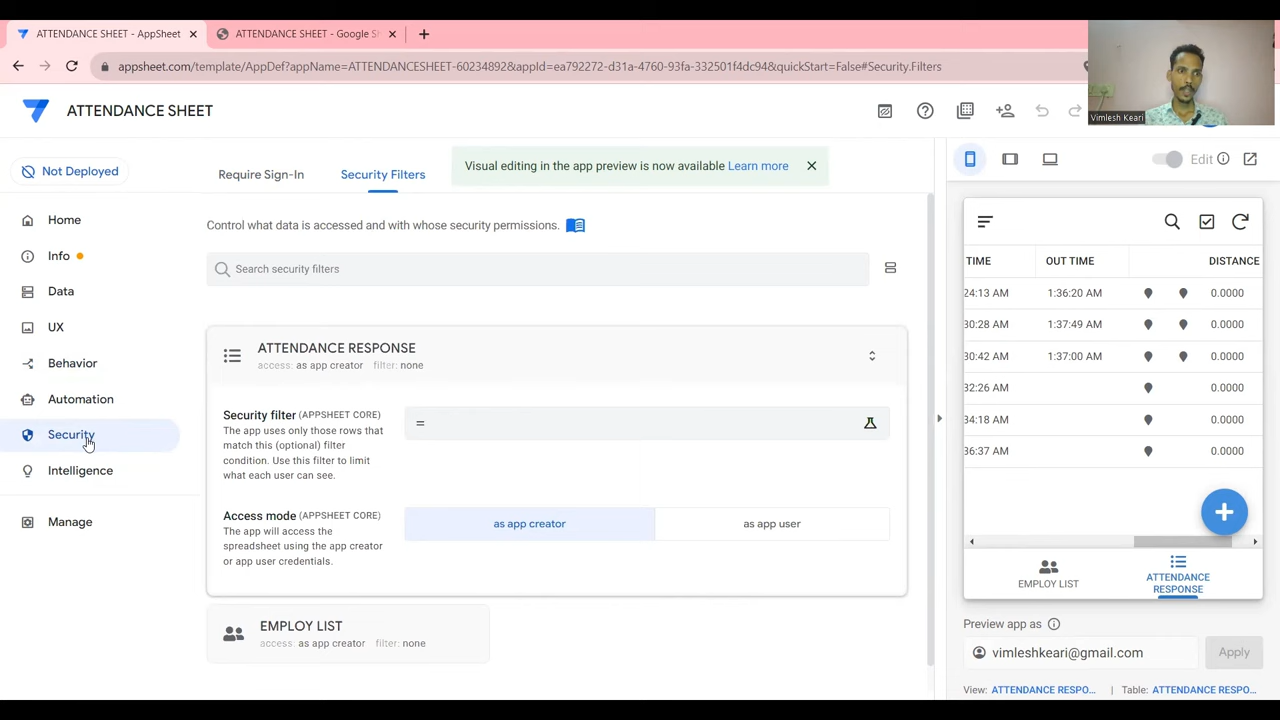 ATTENDANCE SHEET - AppSheet
ATTENDANCE SHEET - Google Sh
appsheet.com/template/AppDef?appName=ATTENDANCESHEET-60234892&appId=ea792272-d31a-4760-93fa-332501f4dc94&quickStart=False#Security.Filters
Vimlesh Keari
ATTENDANCE SHEET
Not Deployed
Home
Info
Data
UX
Behavior
Automation
Security
Intelligence
Manage
Require Sign-In
Security Filters
Visual editing in the app preview is now available Learn more
Control what data is accessed and with whose security permissions.
Search security filters
ATTENDANCE RESPONSE
access: as app creator filter: none
Security filter (APPSHEET CORE)
The app uses only those rows that
match this (optional) filter
condition. Use this filter to limit
what each user can see.
=
Access mode (APPSHEET CORE)
The app will access the
spreadsheet using the app creator
or app user credentials.
as app creator
as app user
EMPLOY LIST
access: as app creator filter: none
Edit
TIME OUT TIME DISTANCE
24:13 AM 1:36:20 AM 0.0000
30:28 AM 1:37:49 AM 0.0000
30:42 AM 1:37:00 AM 0.0000
32:26 AM 0.0000
34:18 AM 0.0000
36:37 AM 0.0000
EMPLOY LIST
ATTENDANCE
RESPONSE
Preview app as
vimleshkeari@gmail.com
Apply
View: ATTENDANCE RESPO... | Table: ATTENDANCE RESPO...